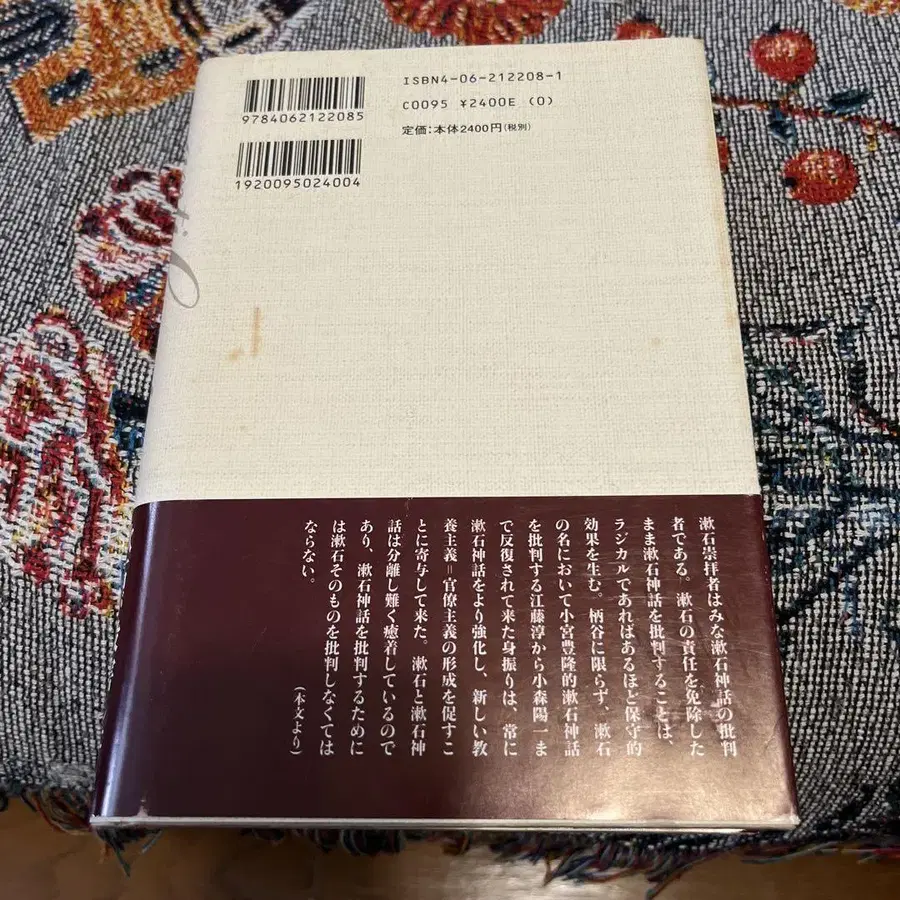 ISBN4-06-212208-1
C0095 ¥2400E (0)
定価:本体2400円(税別)
9784062122085
1920095024004
漱石崇拝者はみな漱石神話の批判
者である。漱石の責任を免除した
まま漱石神話を批判することは、
ラジカルであればあるほど保守的
効果を生む。柄谷に限らず、漱石
の名において小宮豊隆的漱石神話
を批判する江藤淳から小森陽一ま
で反復されて来た身振りは、常に
漱石神話をより強化し、新しい教
養主義=官僚主義の形成を促すこ
とに寄与して来た。漱石と漱石神
話は分離し難く癒着しているので
あり、漱石神話を批判するために
は漱石そのものを批判しなくては
ならない。
(本文より)